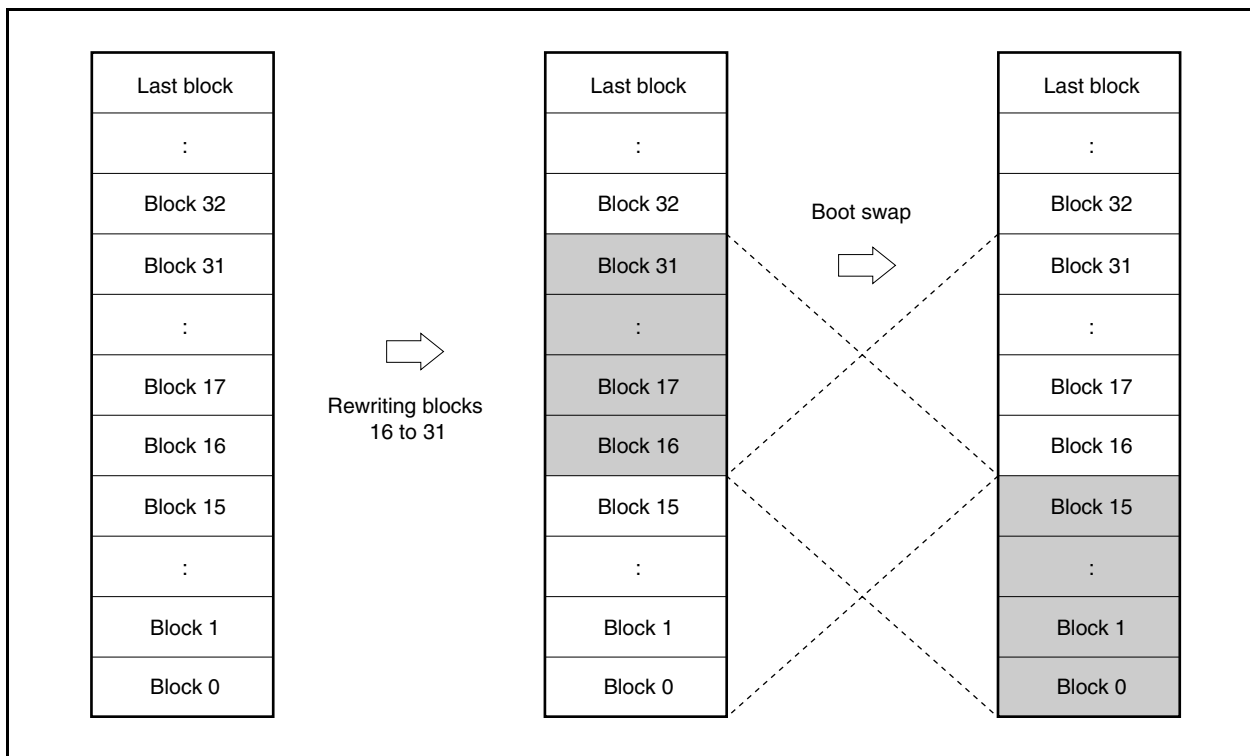 Last block
:
Block 32
Block 31
:
Block 17
Block 16
Block 15
:
Block 1
Block 0
Rewriting blocks
16 to 31
Last block
:
Block 32
Block 31
:
Block 17
Block 16
Block 15
:
Block 1
Block 0
Boot swap
Last block
:
Block 32
Block 31
:
Block 17
Block 16
Block 15
:
Block 1
Block 0